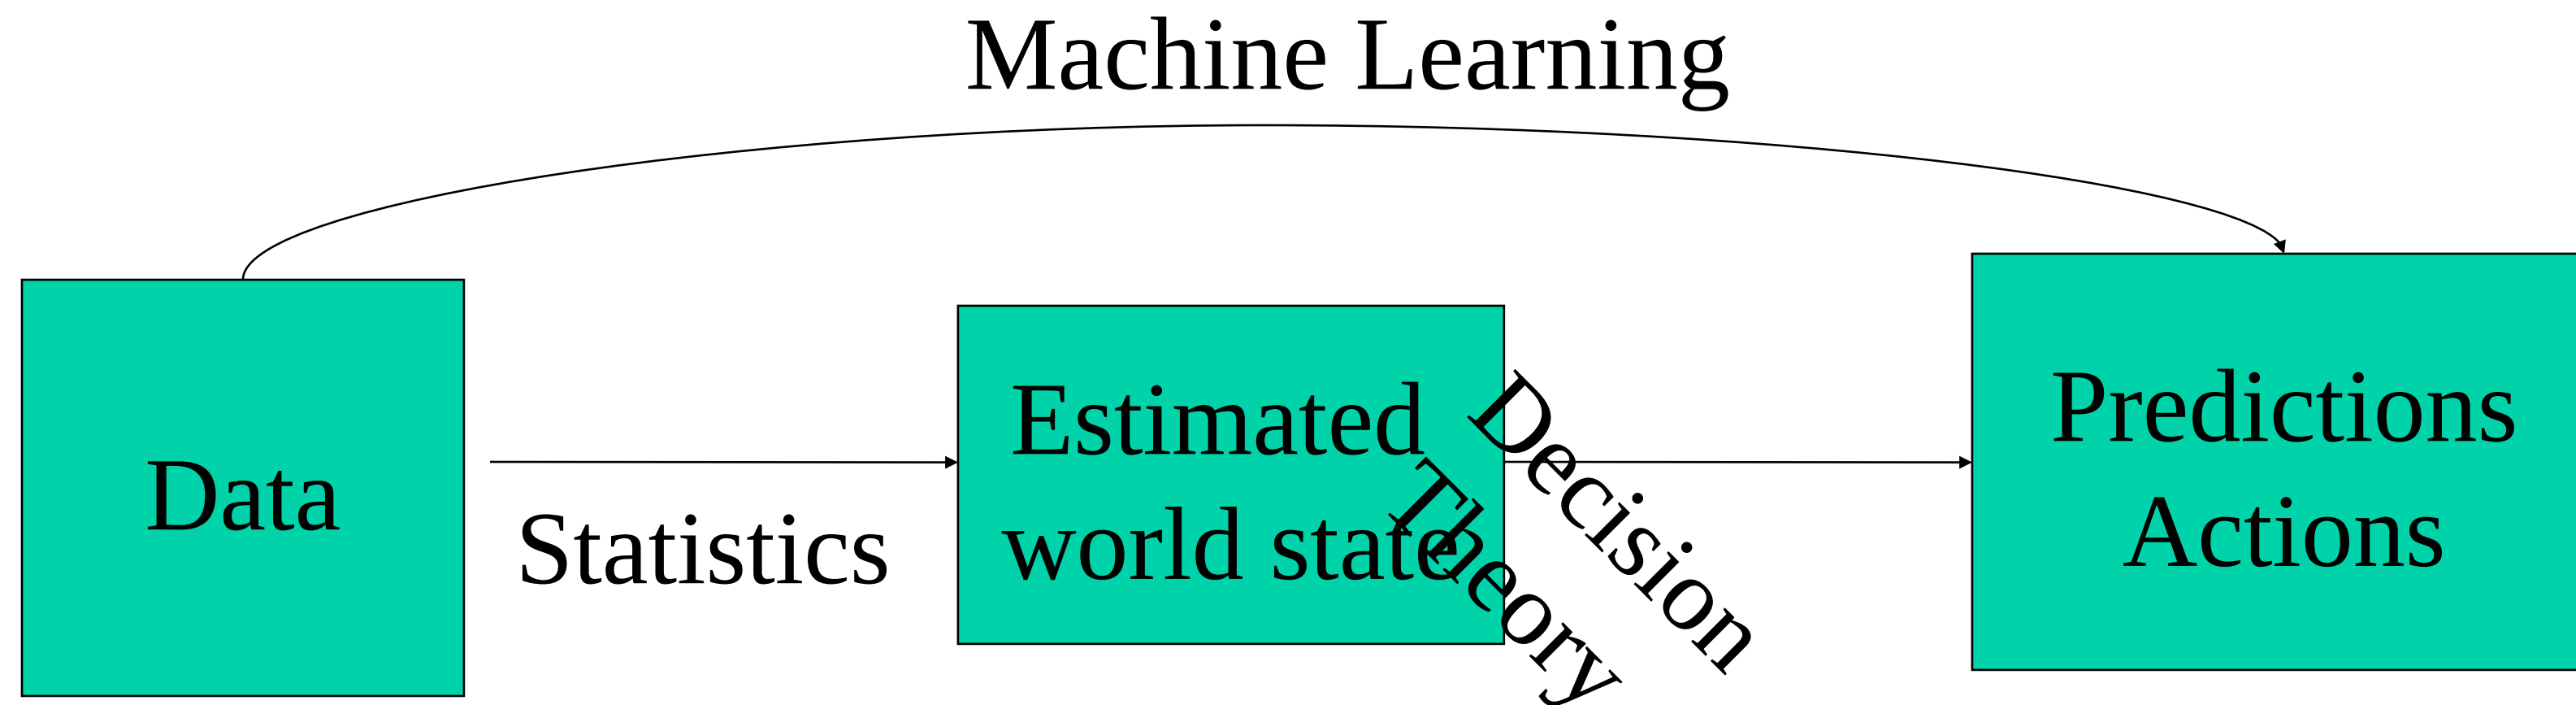 Machine Learning
Data
Statistics
Estimated
world state
Decision
Theory
Predictions
Actions